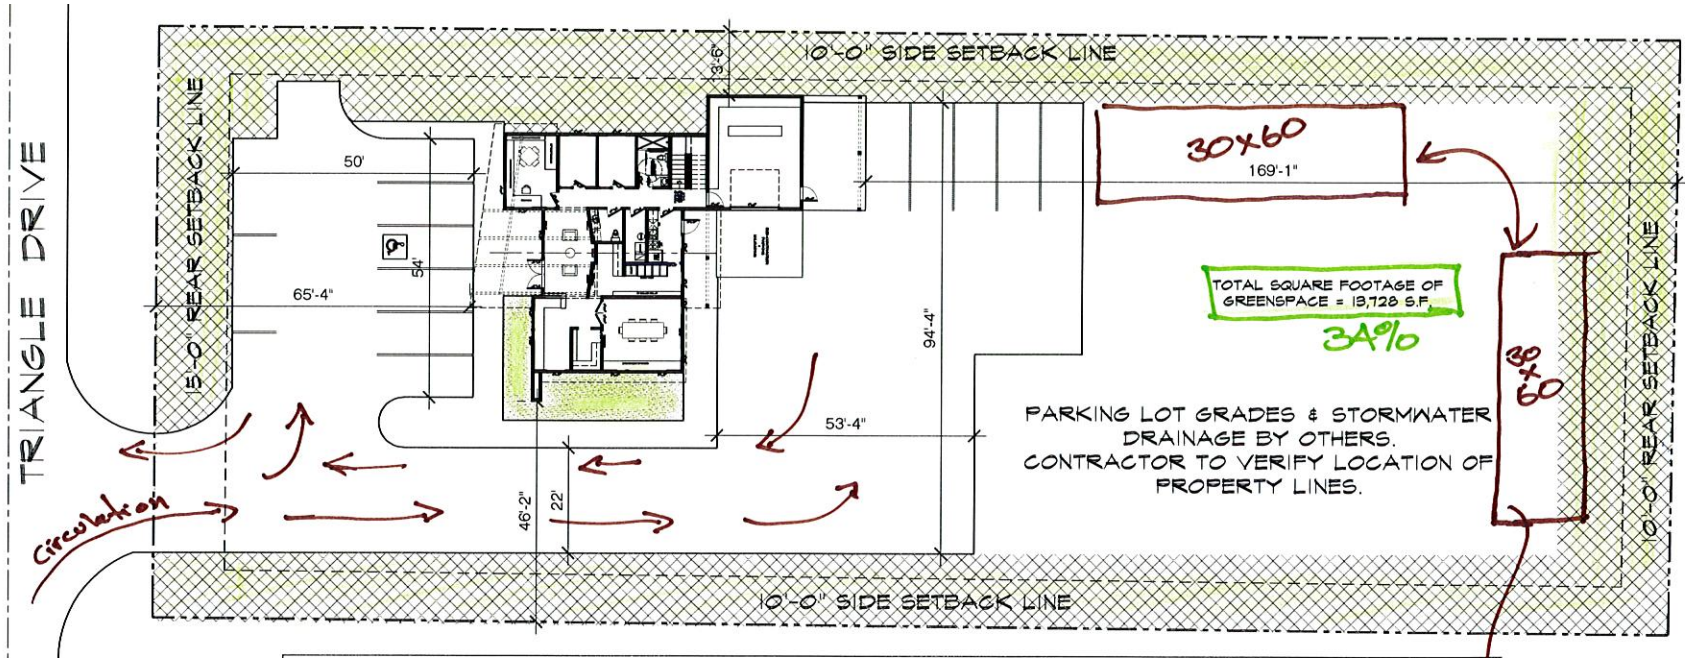 10'-0" SIDE SETBACK LINE
13'-6"
TRIANGLE DRIVE
15'-0" REAR SETBACK LINE
50'
54'
65'-4"
30x60
169'-1"
TOTAL SQUARE FOOTAGE OF
GREENSPACE = 13,728 S.F.
34%
94'-4"
30
x
60
10'-0" REAR SETBACK LINE
53'-4"
PARKING LOT GRADES & STORMWATER
DRAINAGE BY OTHERS.
CONTRACTOR TO VERIFY LOCATION OF
PROPERTY LINES.
Circulation
46'-2"
22'
10'-0" SIDE SETBACK LINE